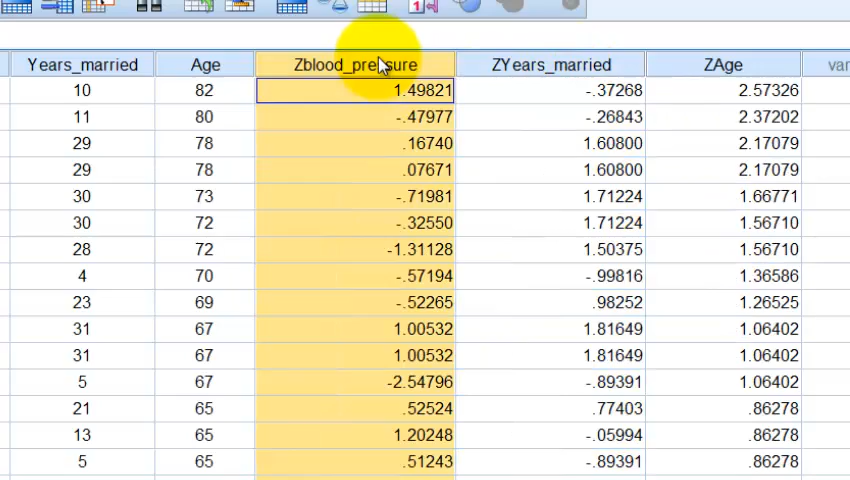 1
Years_married Age Zblood_pressure ZYears_married ZAge var
10 82 1.49821 -.37268 2.57326
11 80 -.47977 -.26843 2.37202
29 78 .16740 1.60800 2.17079
29 78 .07671 1.60800 2.17079
30 73 -.71981 1.71224 1.66771
30 72 -.32550 1.71224 1.56710
28 72 -1.31128 1.50375 1.56710
4 70 -.57194 -.99816 1.36586
23 69 -.52265 .98252 1.26525
31 67 1.00532 1.81649 1.06402
31 67 1.00532 1.81649 1.06402
5 67 -2.54796 -.89391 1.06402
21 65 .52524 .77403 .86278
13 65 1.20248 -.05994 .86278
5 65 .51243 -.89391 .86278